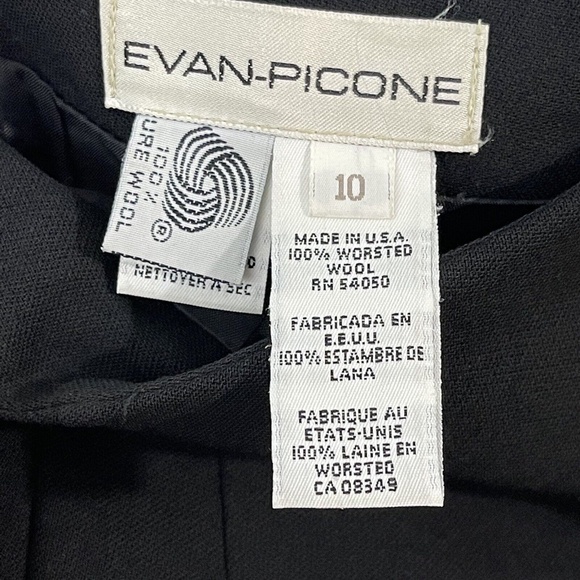 EVAN-PICONE
100%
URE WOOL
®
NETTOYER A SEC
10
MADE IN U.S.A.
100% WORSTED
WOOL
RN 54050
FABRICADA EN
E.E.U.U.
100% ESTAMBRE DE
LANA
FABRIQUE AU
ETATS-UNIS
100% LAINE EN
WORSTED
CA 08349